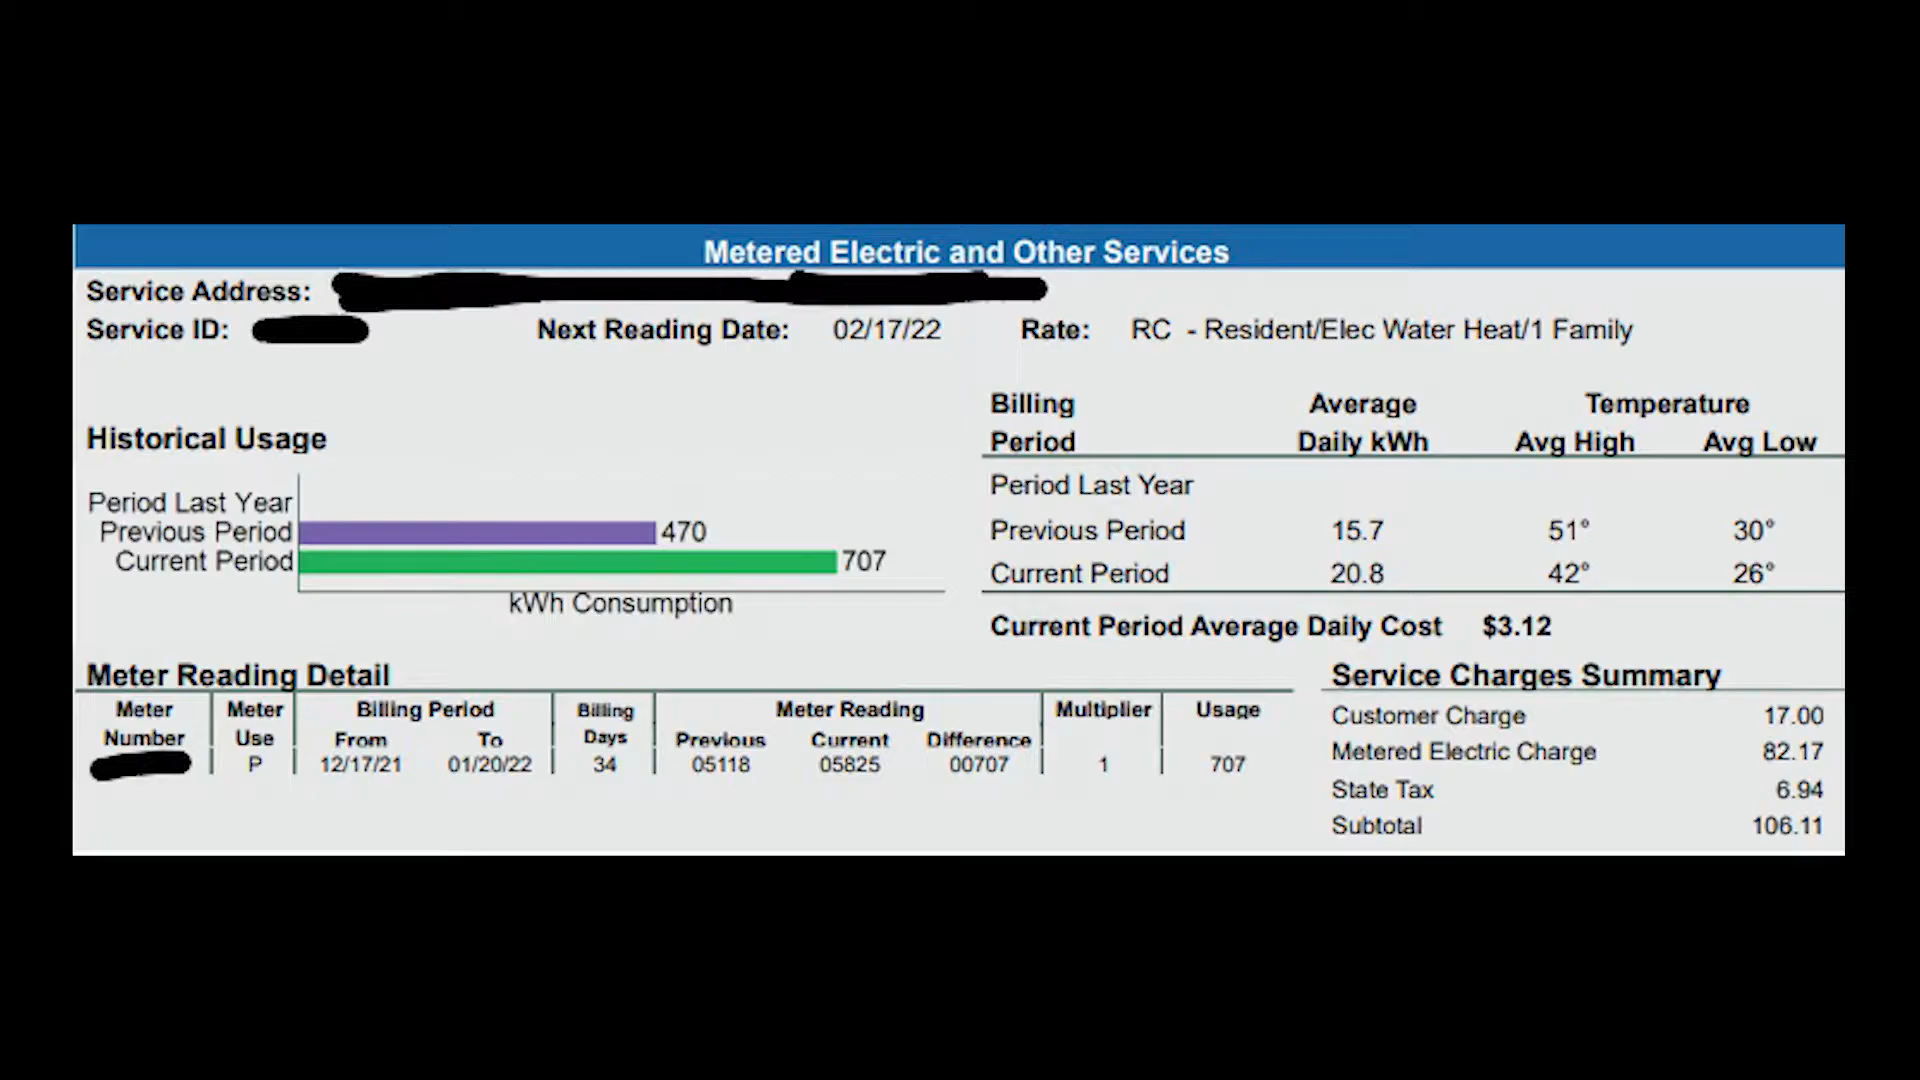 Metered Electric and Other Services
Service Address:
Service ID: Next Reading Date: 02/17/22 Rate: RC - Resident/Elec Water Heat/1 Family
Historical Usage
Period Last Year
Previous Period 470
Current Period 707
kWh Consumption
Billing Average Temperature
Period Daily kWh Avg High Avg Low
Period Last Year
Previous Period 15.7 51° 30°
Current Period 20.8 42° 26°
Current Period Average Daily Cost $3.12
Meter Reading Detail
Meter Meter Billing Period Billing Meter Reading Multiplier Usage
Number Use From To Days Previous Current Difference
P 12/17/21 01/20/22 34 05118 05825 00707 1 707
Service Charges Summary
Customer Charge 17.00
Metered Electric Charge 82.17
State Tax 6.94
Subtotal 106.11